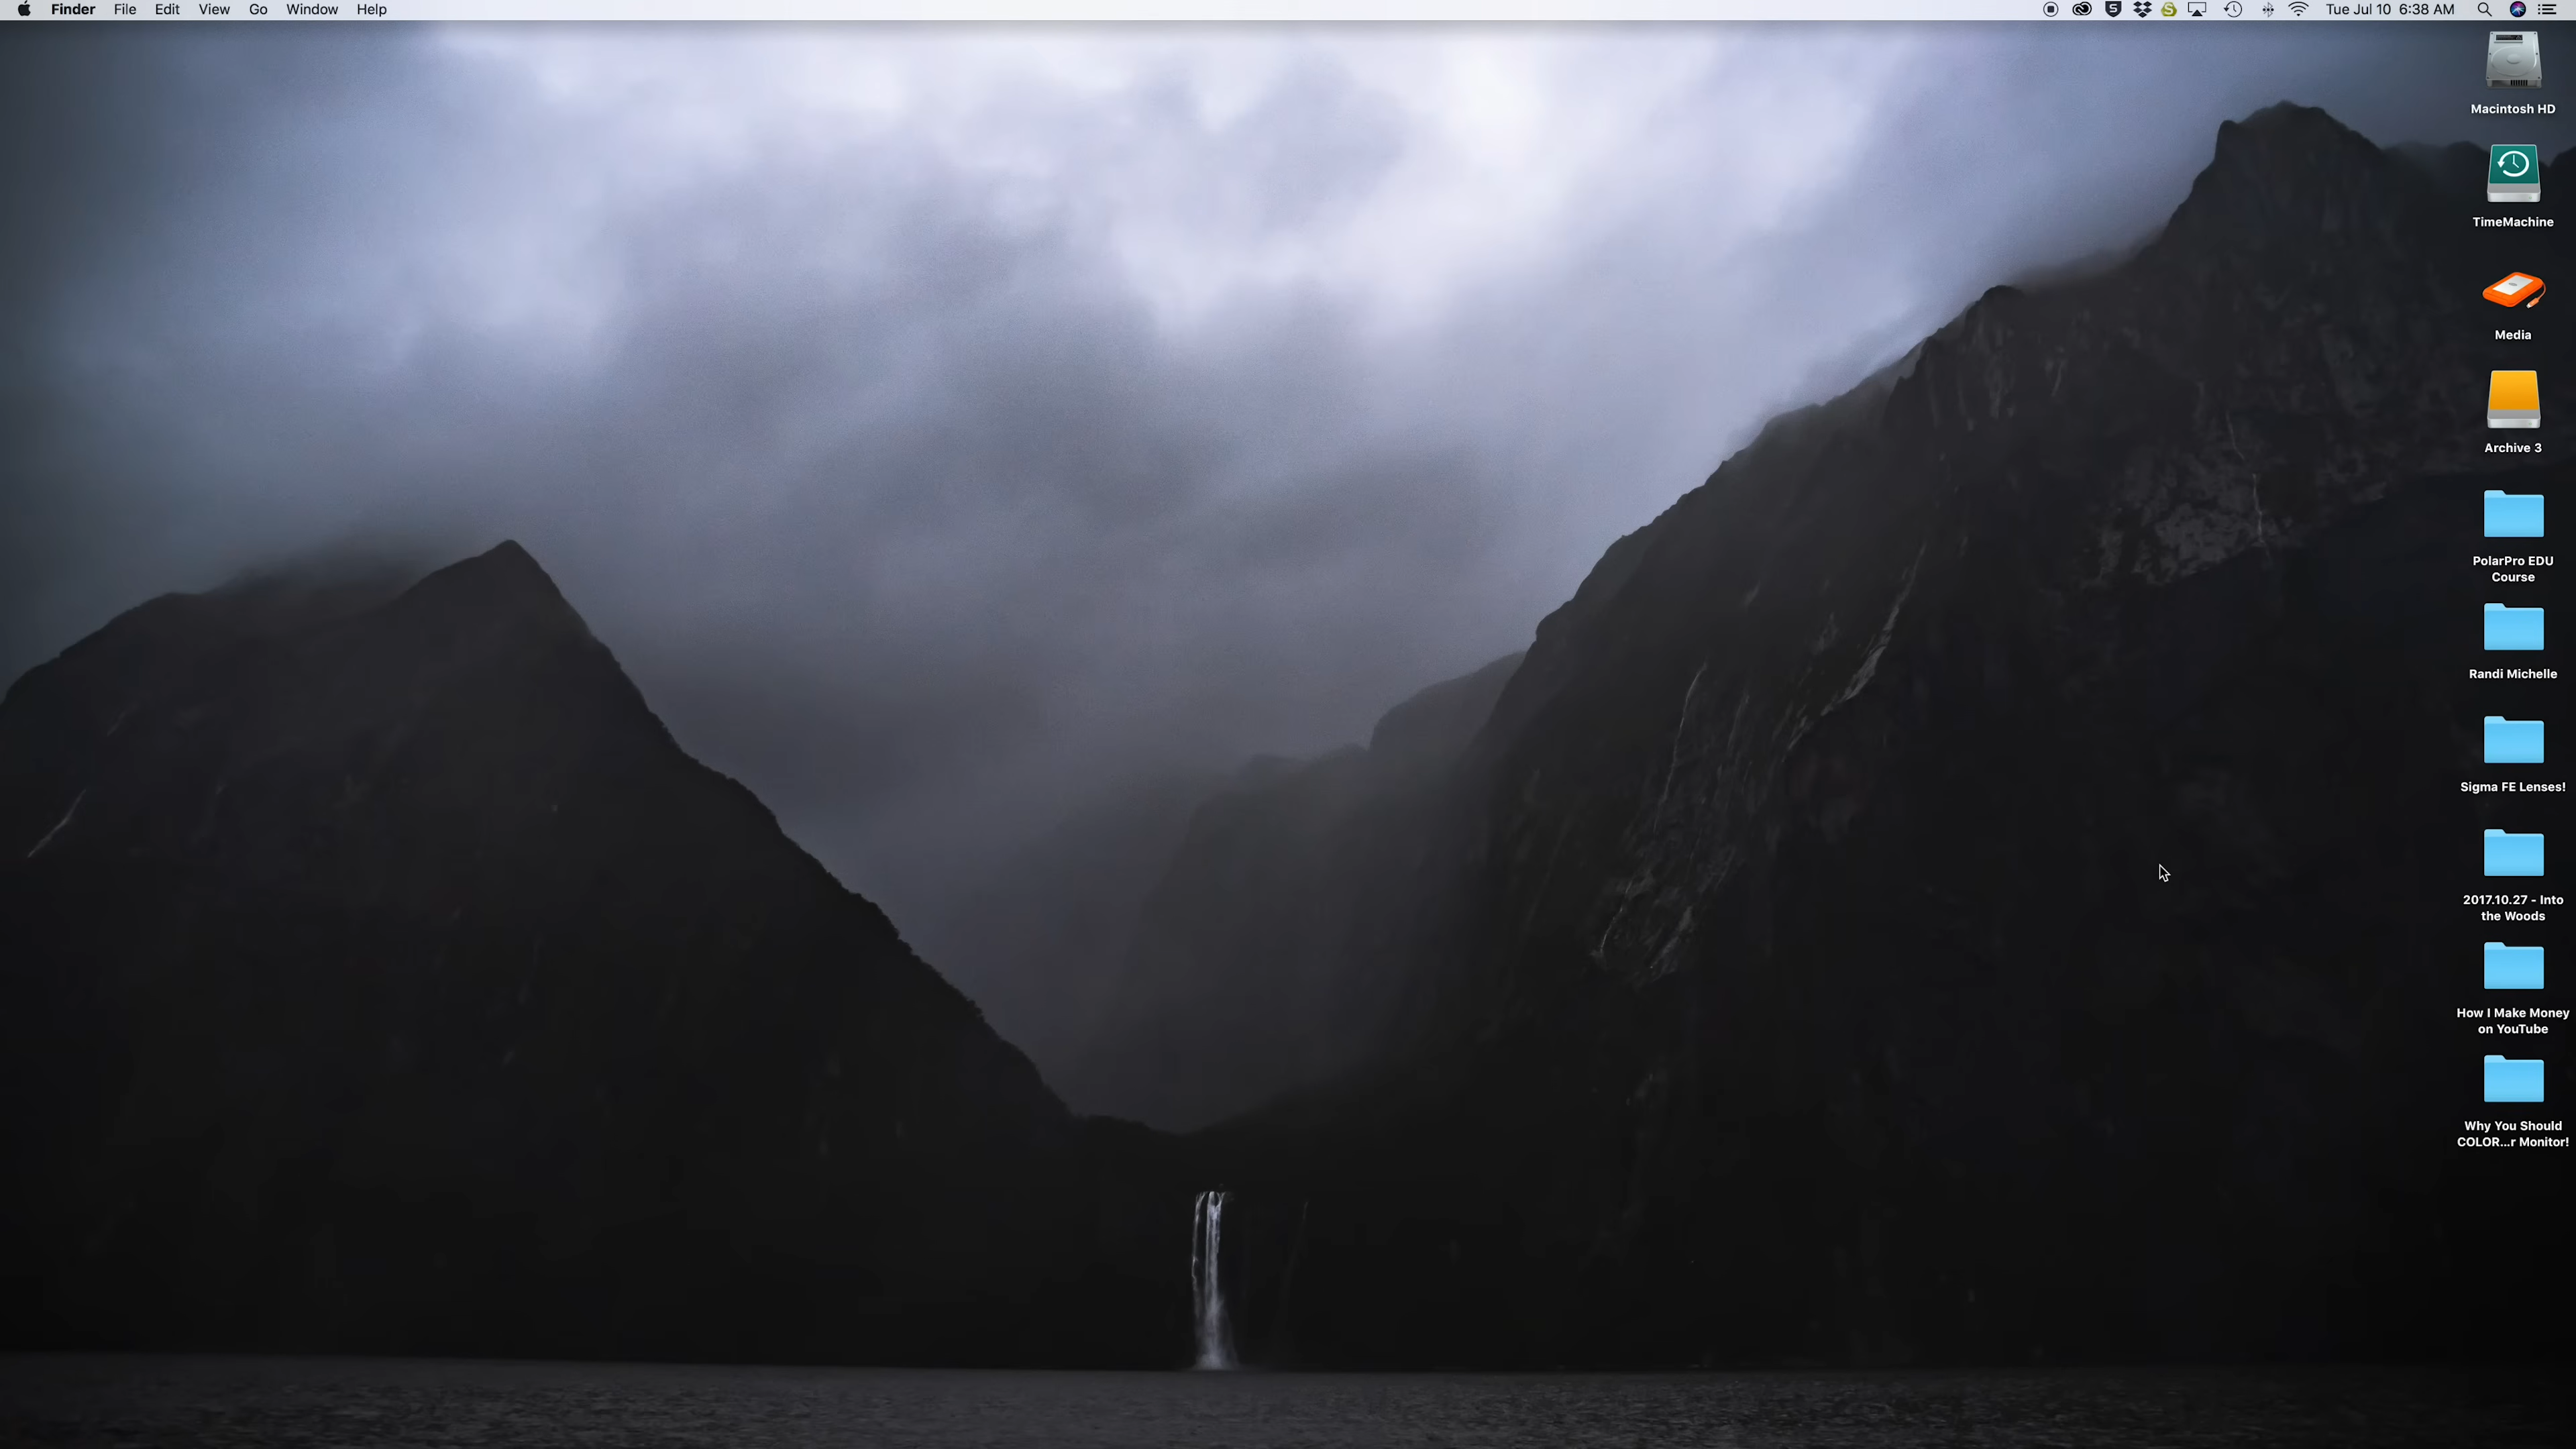 Finder File Edit View Go Window Help Tue Jul 10 6:38 AM
Macintosh HD
TimeMachine
Media
Archive 3
PolarPro EDU
Course
Randi Michelle
Sigma FE Lenses!
2017.10.27 - Into
the Woods
How I Make Money
on YouTube
Why You Should
COLOR...r Monitor!